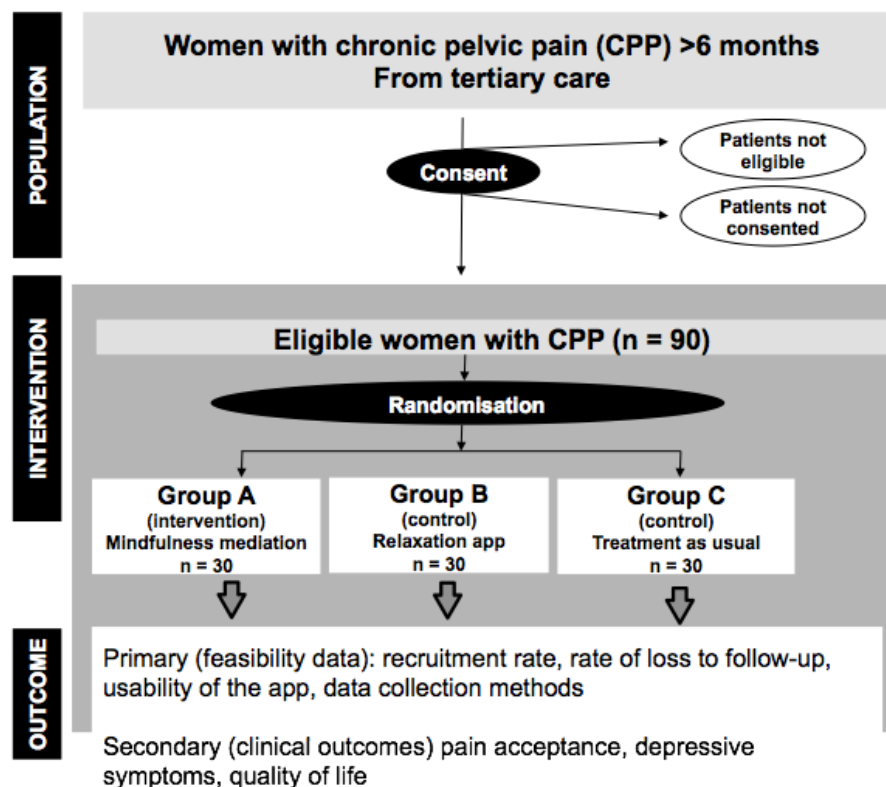 POPULATION
Women with chronic pelvic pain (CPP) >6 months
From tertiary care
Consent
Patients not
eligible
Patients not
consented
INTERVENTION
Eligible women with CPP (n = 90)
Randomisation
Group A
(intervention)
Mindfulness mediation
n = 30
Group B
(control)
Relaxation app
n = 30
Group C
(control)
Treatment as usual
n = 30
OUTCOME
Primary (feasibility data): recruitment rate, rate of loss to follow-up,
usability of the app, data collection methods
Secondary (clinical outcomes) pain acceptance, depressive
symptoms, quality of life